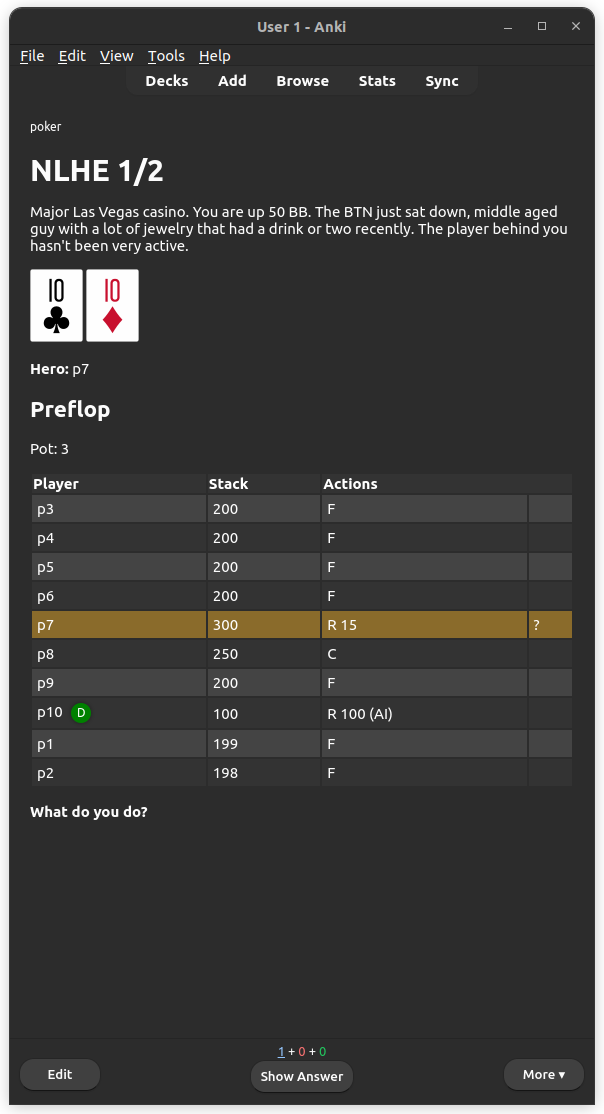 User 1 - Anki
File Edit View Tools Help
Decks Add Browse Stats Sync
poker
NLHE 1/2
Major Las Vegas casino. You are up 50 BB. The BTN just sat down, middle aged
guy with a lot of jewelry that had a drink or two recently. The player behind you
hasn't been very active.
10 10
Hero: p7
Preflop
Pot: 3
Player Stack Actions
p3 200 F
p4 200 F
p5 200 F
p6 200 F
p7 300 R 15 ?
p8 250 C
p9 200 F
p10 D 100 R 100 (AI)
p1 199 F
p2 198 F
What do you do?
1 + 0 + 0
Edit Show Answer More ▾